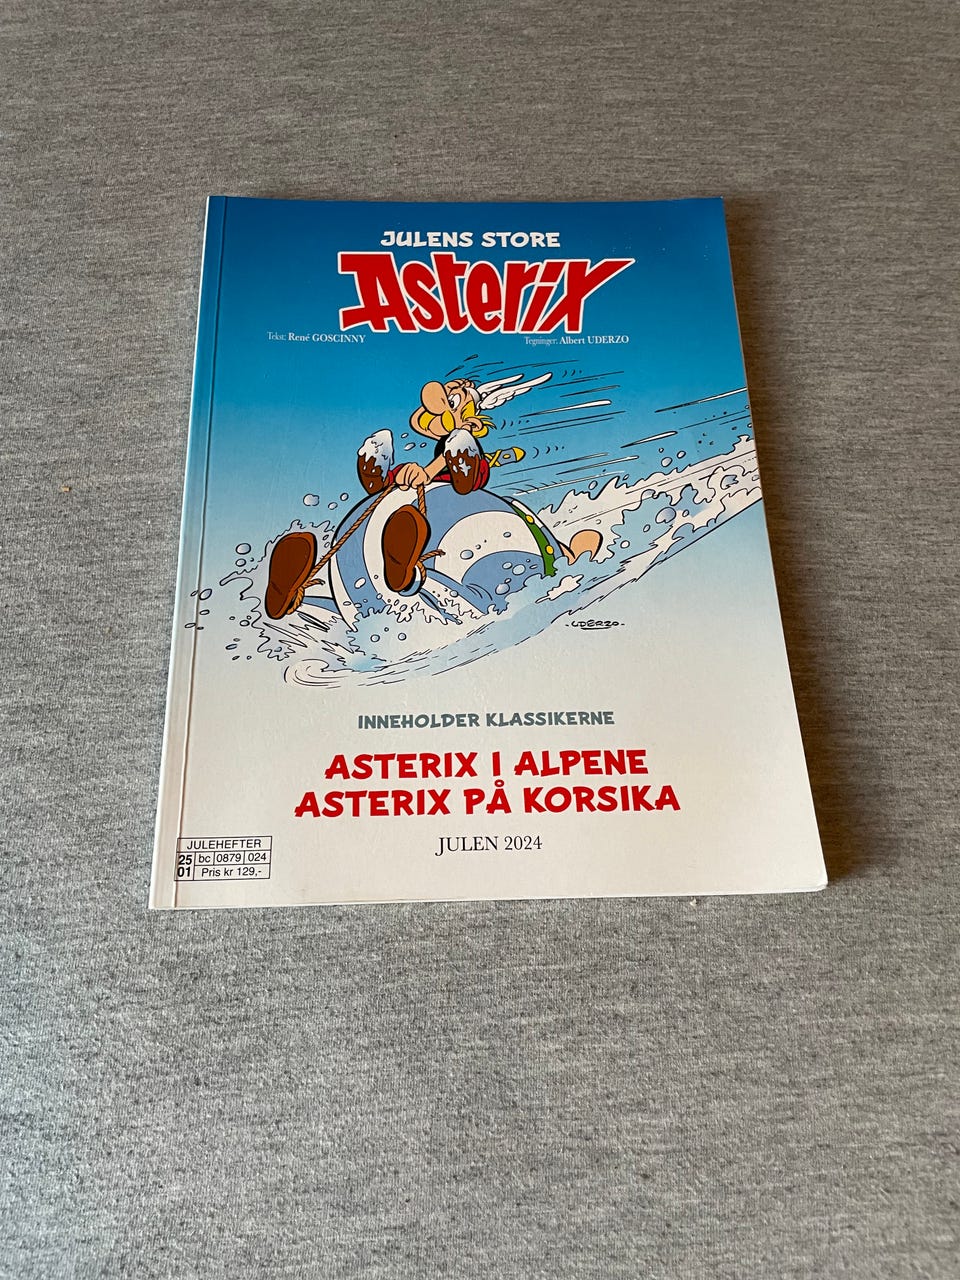 JULENS STORE
Asterix
Tekst: René GOSCINNY
Tegninger: Albert UDERZO
-UDERZO-
INNEHOLDER KLASSIKERNE
ASTERIX I ALPENE
ASTERIX PÅ KORSIKA
JULEN 2024
JULEHEFTER
25 bc 0879 024
01 Pris kr 129,-